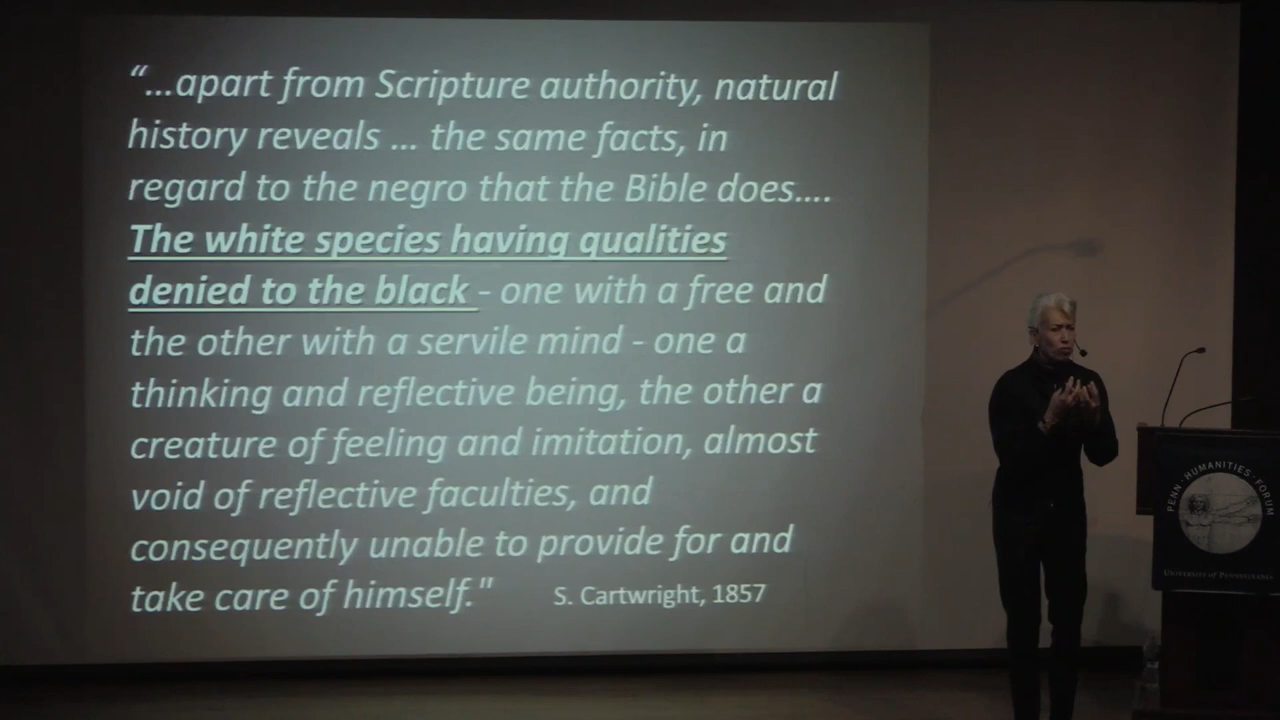 “...apart from Scripture authority, natural
history reveals ... the same facts, in
regard to the negro that the Bible does....
The white species having qualities
denied to the black - one with a free and
the other with a servile mind - one a
thinking and reflective being, the other a
creature of feeling and imitation, almost
void of reflective faculties, and
consequently unable to provide for and
take care of himself."
S. Cartwright, 1857
PENN · HUMANITIES · FORUM
UNIVERSITY OF PENNSYLVANIA